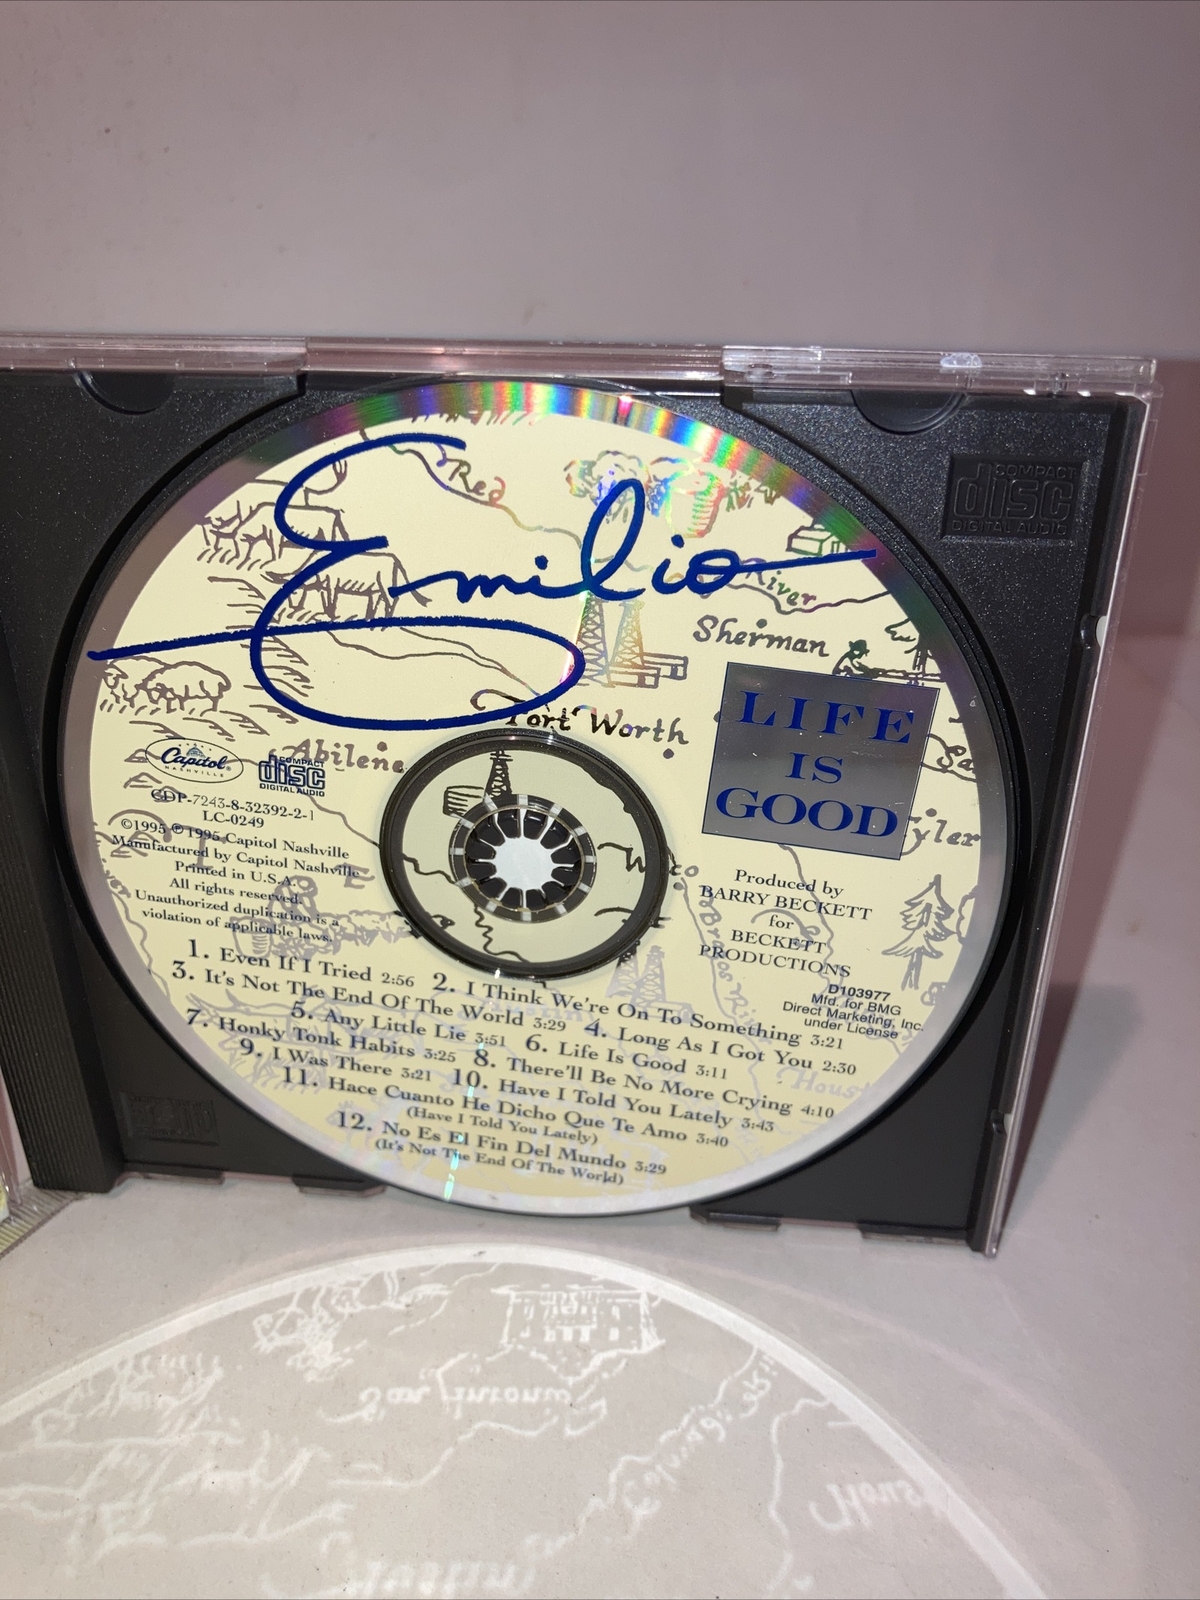 COMPACT
disc
DIGITAL AUDIO
Emilio
Red
River
Sherman
Fort Worth
Abilene
Tyler
LIFE
IS
GOOD
Capitol
NASHVILLE
COMPACT
disc
DIGITAL AUDIO
CDP-7243-8-32392-2-1
LC-0249
©1995 ℗1995 Capitol Nashville
Manufactured by Capitol Nashville
Printed in U.S.A.
All rights reserved.
Unauthorized duplication is a
violation of applicable laws.
Produced by
BARRY BECKETT
for
BECKETT
PRODUCTIONS
D103977
Mfd. for BMG
Direct Marketing, Inc.
under License
1. Even If I Tried 2:56 2. I Think We're On To Something 3:21
3. It's Not The End Of The World 3:29 4. Long As I Got You 2:30
5. Any Little Lie 3:51 6. Life Is Good 3:11
7. Honky Tonk Habits 3:25 8. There'll Be No More Crying 4:10
9. I Was There 3:21 10. Have I Told You Lately 3:43
11. Hace Cuanto He Dicho Que Te Amo 3:40
(Have I Told You Lately)
12. No Es El Fin Del Mundo 3:29
(It's Not The End Of The World)
San Antonio